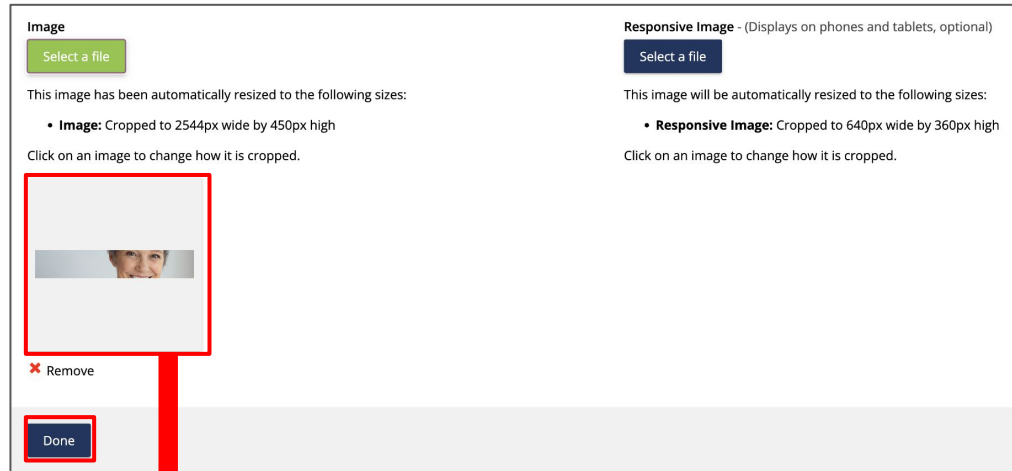 Image
Select a file
This image has been automatically resized to the following sizes:
• Image: Cropped to 2544px wide by 450px high
Click on an image to change how it is cropped.
Remove
Done
Responsive Image - (Displays on phones and tablets, optional)
Select a file
This image will be automatically resized to the following sizes:
• Responsive Image: Cropped to 640px wide by 360px high
Click on an image to change how it is cropped.